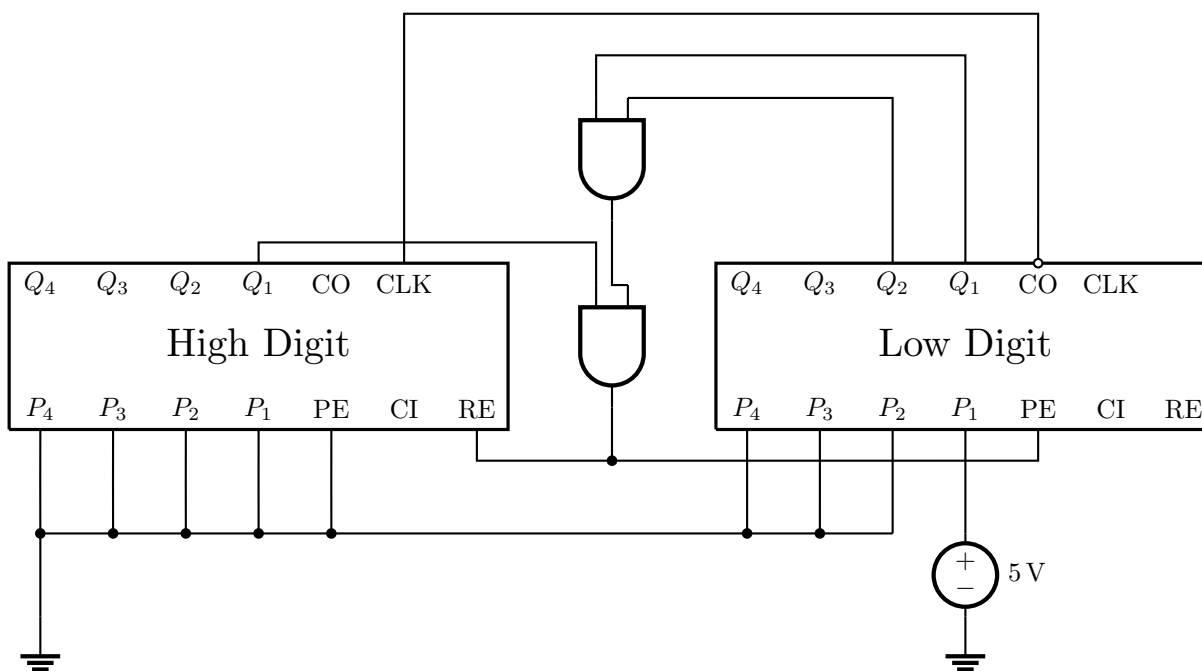 Q₄ Q₃ Q₂ Q₁ CO CLK
High Digit
P₄ P₃ P₂ P₁ PE CI RE
Q₄ Q₃ Q₂ Q₁ CO CLK
Low Digit
P₄ P₃ P₂ P₁ PE CI RE
+
−
5 V